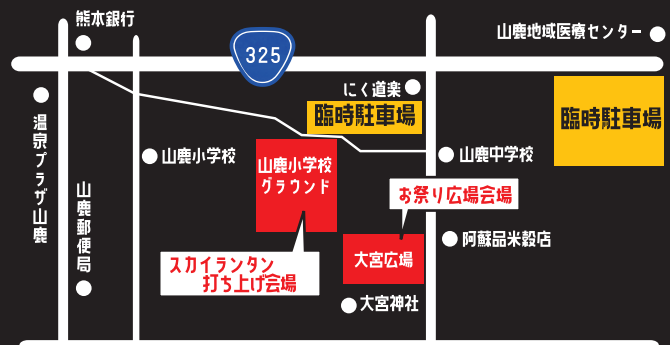 熊本銀行
325
山鹿地域医療センター
にく道楽
臨時駐車場
臨時駐車場
温泉プラザ山鹿
山鹿小学校
山鹿小学校
グラウンド
山鹿中学校
山鹿郵便局
お祭り広場会場
阿蘇品米穀店
スカイランタン
打ち上げ会場
大宮広場
大宮神社